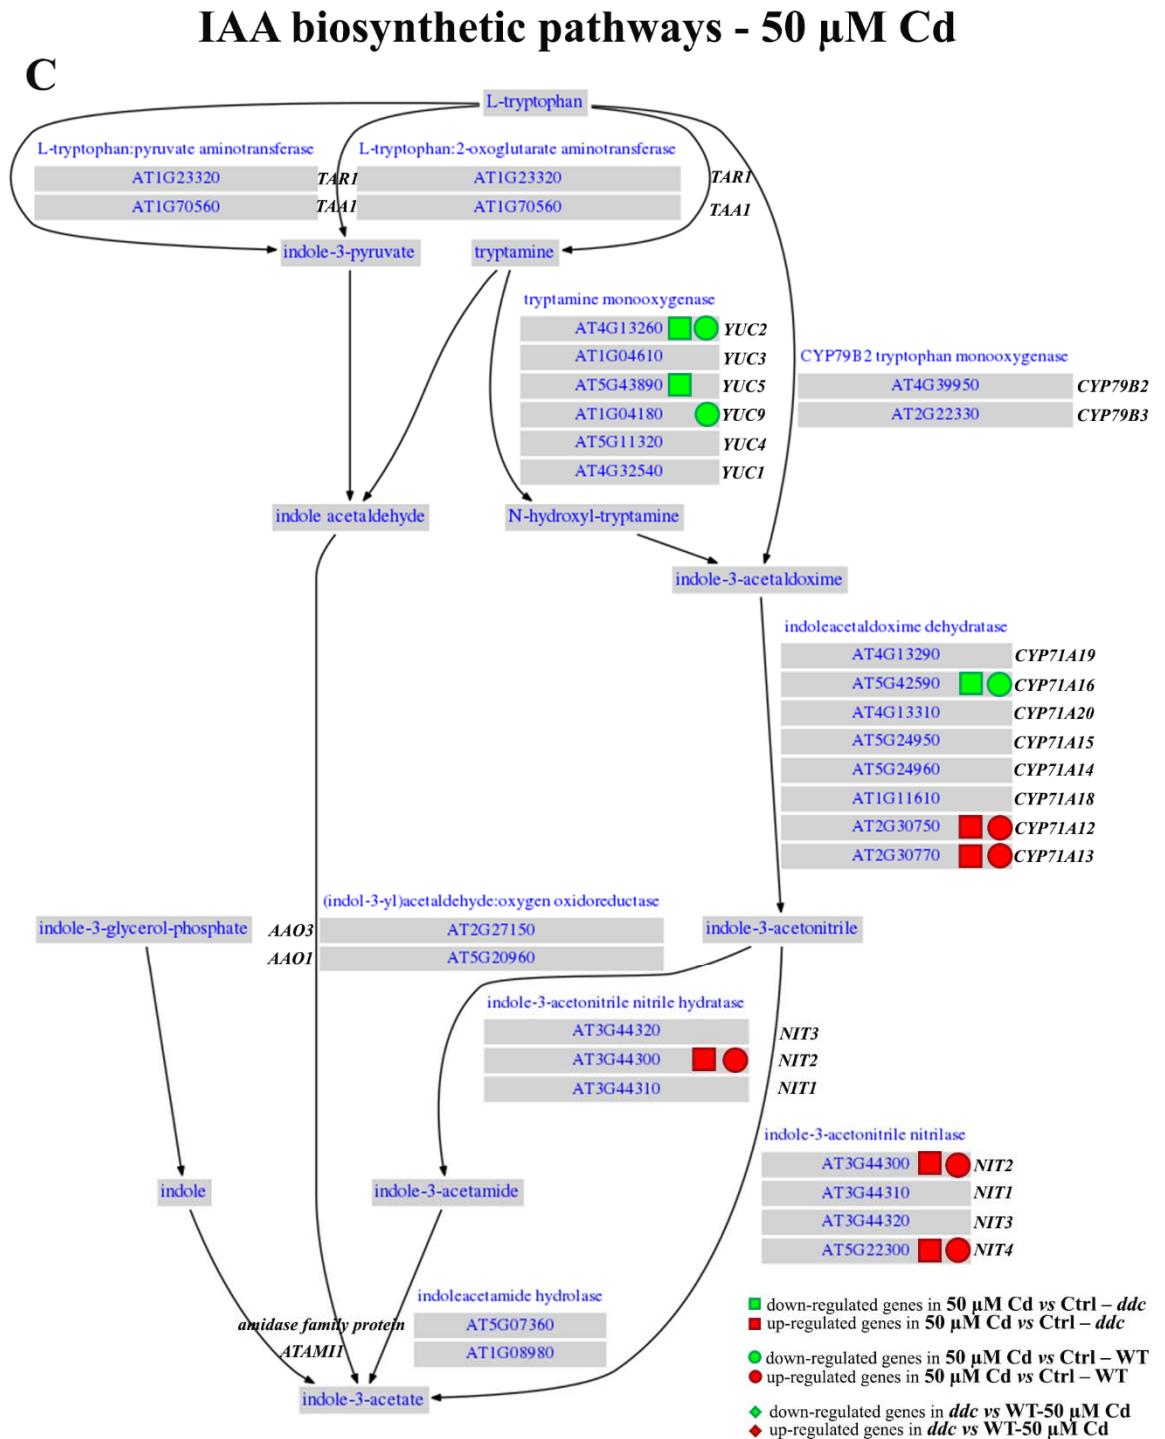 IAA biosynthetic pathways - 50 µM Cd
C
L-tryptophan
L-tryptophan:pyruvate aminotransferase
AT1G23320 TAR1
AT1G70560 TAA1
L-tryptophan:2-oxoglutarate aminotransferase
AT1G23320 TAR1
AT1G70560 TAA1
indole-3-pyruvate
tryptamine
tryptamine monooxygenase
AT4G13260 YUC2
AT1G04610 YUC3
AT5G43890 YUC5
AT1G04180 YUC9
AT5G11320 YUC4
AT4G32540 YUC1
CYP79B2 tryptophan monooxygenase
AT4G39950 CYP79B2
AT2G22330 CYP79B3
indole acetaldehyde
N-hydroxyl-tryptamine
indole-3-acetaldoxime
indoleacetaldoxime dehydratase
AT4G13290 CYP71A19
AT5G42590 CYP71A16
AT4G13310 CYP71A20
AT5G24950 CYP71A15
AT5G24960 CYP71A14
AT1G11610 CYP71A18
AT2G30750 CYP71A12
AT2G30770 CYP71A13
(indol-3-yl)acetaldehyde:oxygen oxidoreductase
AAO3 AT2G27150
AAO1 AT5G20960
indole-3-glycerol-phosphate
indole-3-acetonitrile
indole-3-acetonitrile nitrile hydratase
AT3G44320 NIT3
AT3G44300 NIT2
AT3G44310 NIT1
indole-3-acetonitrile nitrilase
AT3G44300 NIT2
AT3G44310 NIT1
AT3G44320 NIT3
AT5G22300 NIT4
indole
indole-3-acetamide
indoleacetamide hydrolase
amidase family protein AT5G07360
ATAMI1 AT1G08980
indole-3-acetate
down-regulated genes in 50 µM Cd vs Ctrl – ddc
up-regulated genes in 50 µM Cd vs Ctrl – ddc
down-regulated genes in 50 µM Cd vs Ctrl – WT
up-regulated genes in 50 µM Cd vs Ctrl – WT
down-regulated genes in ddc vs WT-50 µM Cd
up-regulated genes in ddc vs WT-50 µM Cd